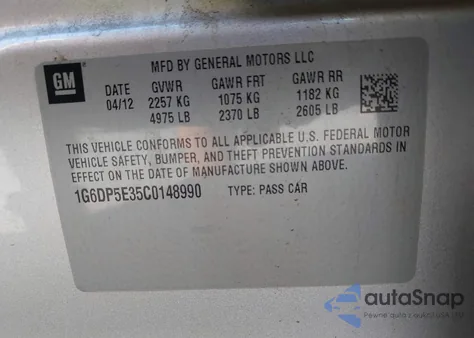 MFD BY GENERAL MOTORS LLC
GM
DATE GVWR GAWR FRT GAWR RR
04/12 2257 KG 1075 KG 1182 KG
4975 LB 2370 LB 2605 LB
THIS VEHICLE CONFORMS TO ALL APPLICABLE U.S. FEDERAL MOTOR
VEHICLE SAFETY, BUMPER, AND THEFT PREVENTION STANDARDS IN
EFFECT ON THE DATE OF MANUFACTURE SHOWN ABOVE.
1G6DP5E35C0148990 TYPE: PASS CAR
autoSnap